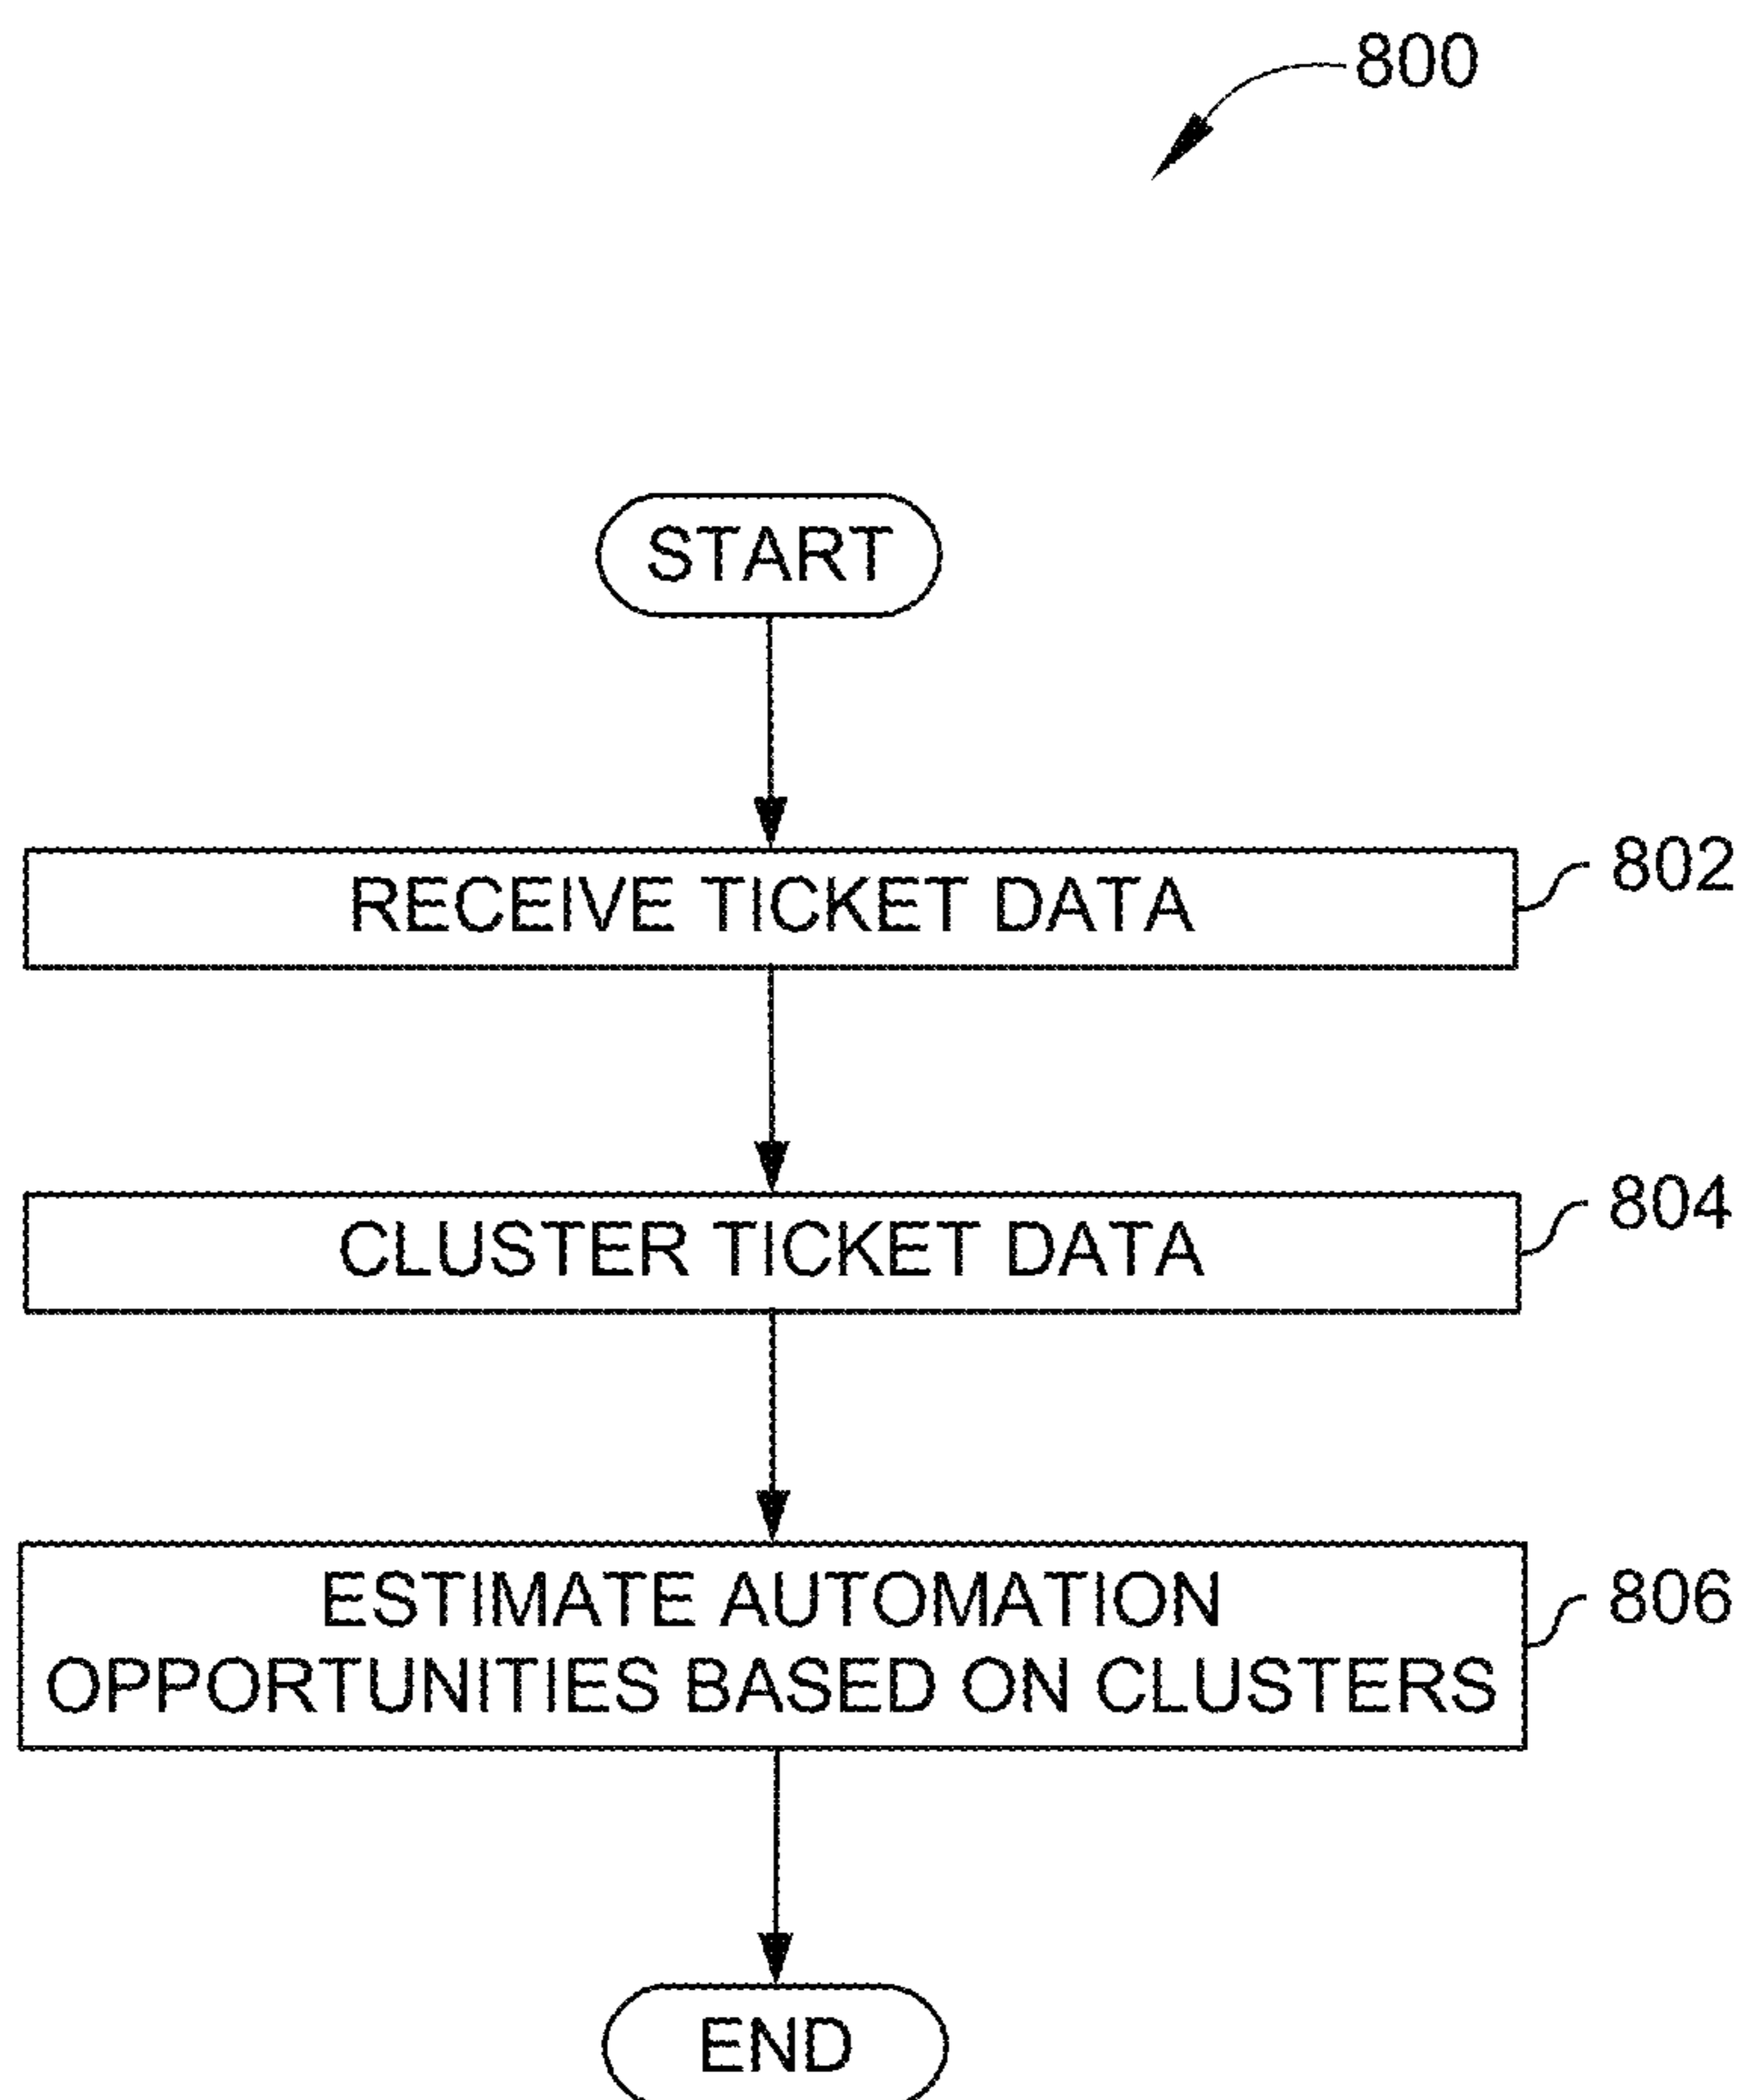 800
START
RECEIVE TICKET DATA
802
CLUSTER TICKET DATA
804
ESTIMATE AUTOMATION
OPPORTUNITIES BASED ON CLUSTERS
806
END